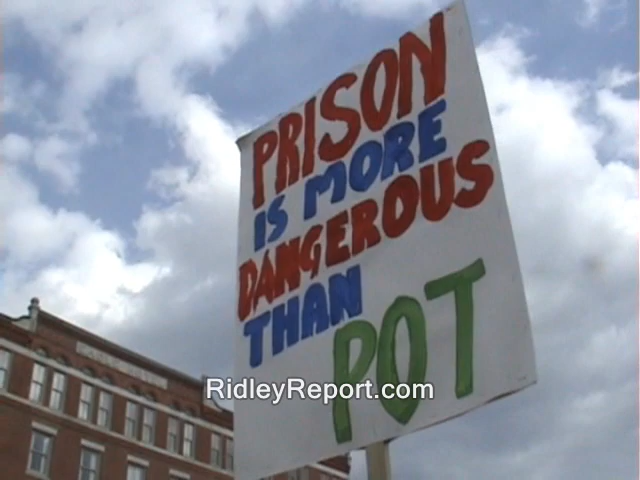 PRISON
IS MORE
DANGEROUS
THAN
POT
RidleyReport.com